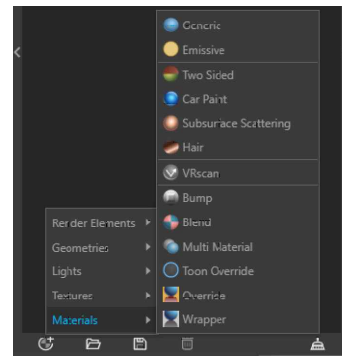 Generic
Emissive
Two Sided
Car Paint
Subsurface Scattering
Hair
VRscan
Bump
Render Elements
Blend
Geometries
Multi Material
Lights
Toon Override
Textures
Override
Materials
Wrapper